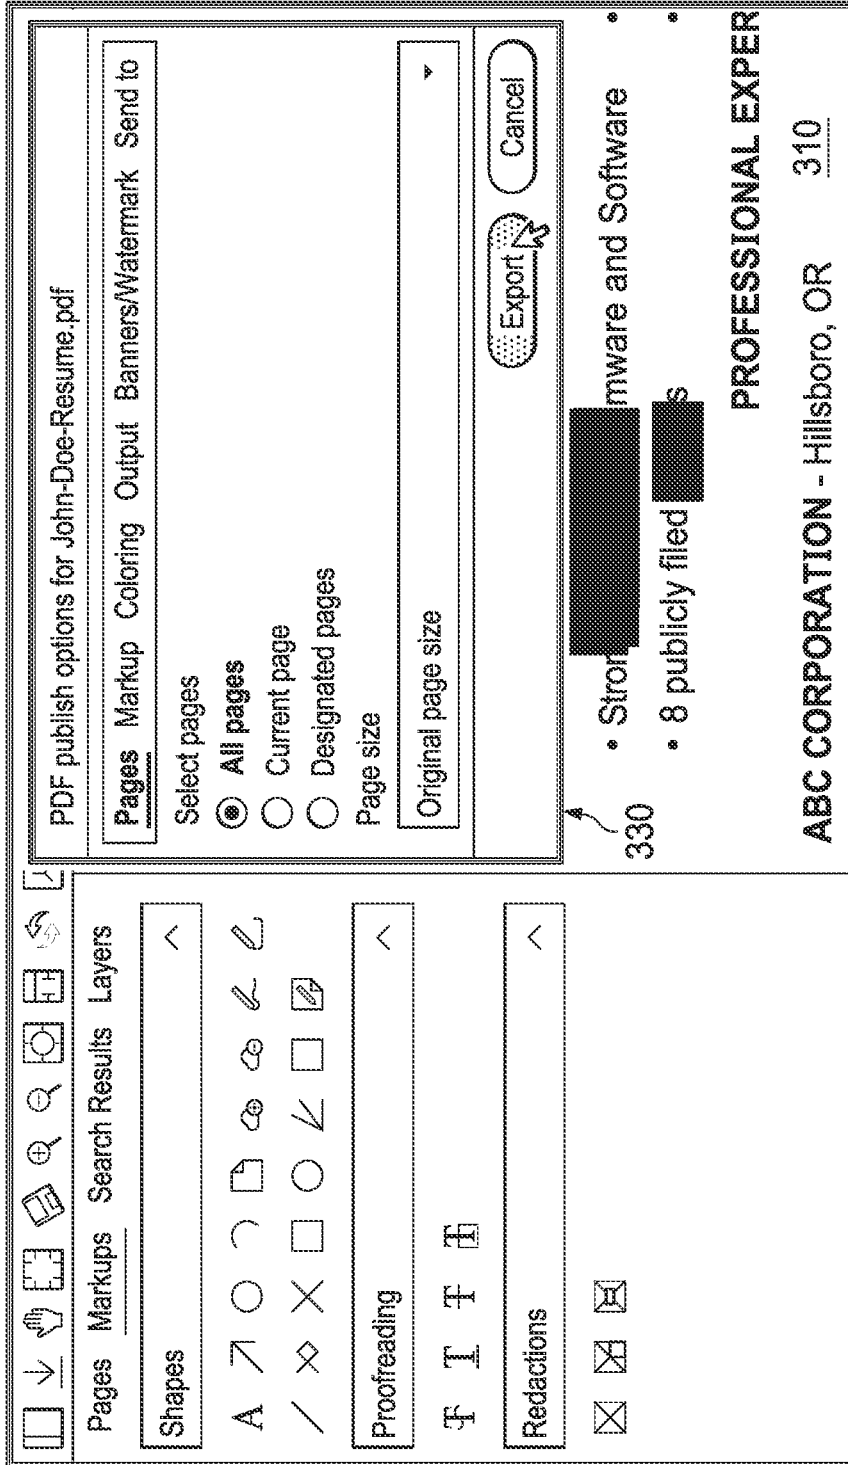 Pages Markups Search Results Layers
Shapes
A
Proofreading
T T T T
Redactions
PDF publish options for John-Doe-Resume.pdf
Pages Markup Coloring Output Banners/Watermark Send to
Select pages
All pages
Current page
Designated pages
Page size
Original page size
Export Cancel
330
• Stron mware and Software •
• 8 publicly filed s •
PROFESSIONAL EXPER
ABC CORPORATION - Hillsboro, OR 310